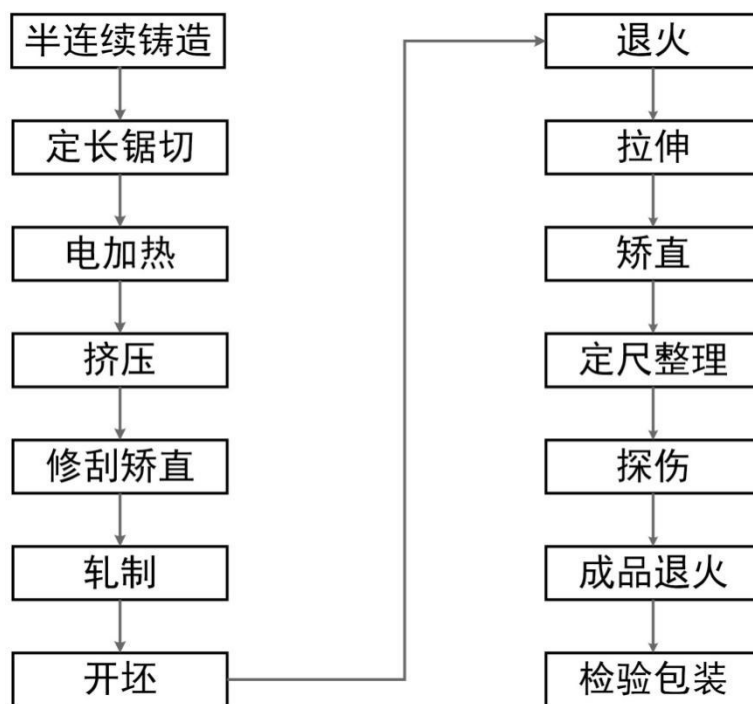 半连续铸造
定长锯切
电加热
挤压
修刮矫直
轧制
开坯
退火
拉伸
矫直
定尺整理
探伤
成品退火
检验包装